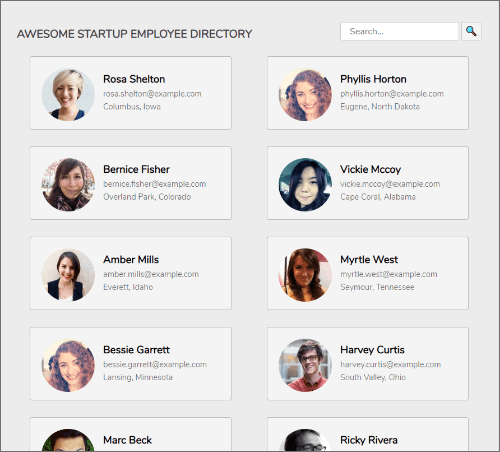 AWESOME STARTUP EMPLOYEE DIRECTORY
Search...
Rosa Shelton
rosa.shelton@example.com
Columbus, Iowa
Phyllis Horton
phyllis.horton@example.com
Eugene, North Dakota
Bernice Fisher
bernice.fisher@example.com
Overland Park, Colorado
Vickie Mccoy
vickie.mccoy@example.com
Cape Coral, Alabama
Amber Mills
amber.mills@example.com
Everett, Idaho
Myrtle West
myrtle.west@example.com
Seymour, Tennessee
Bessie Garrett
bessie.garrett@example.com
Lansing, Minnesota
Harvey Curtis
harvey.curtis@example.com
South Valley, Ohio
Marc Beck
Ricky Rivera